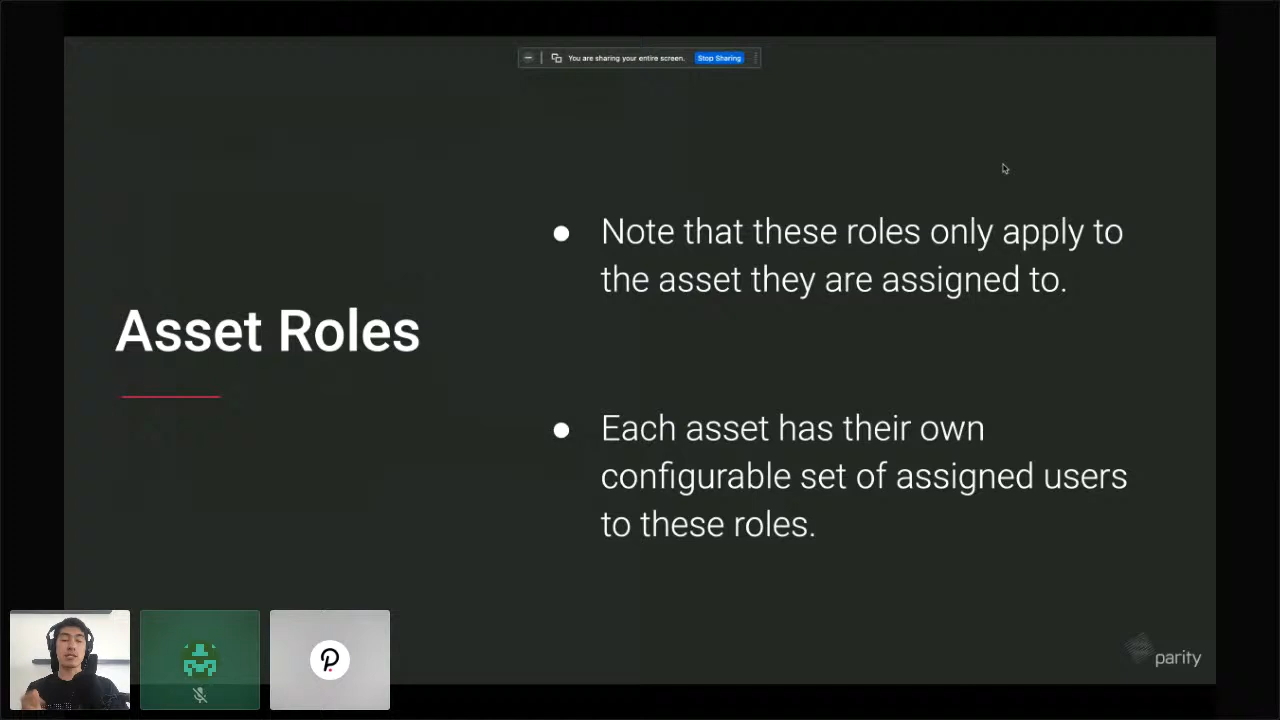 You are sharing your entire screen. Stop Sharing
Note that these roles only apply to
the asset they are assigned to.
Asset Roles
Each asset has their own
configurable set of assigned users
to these roles.
parity